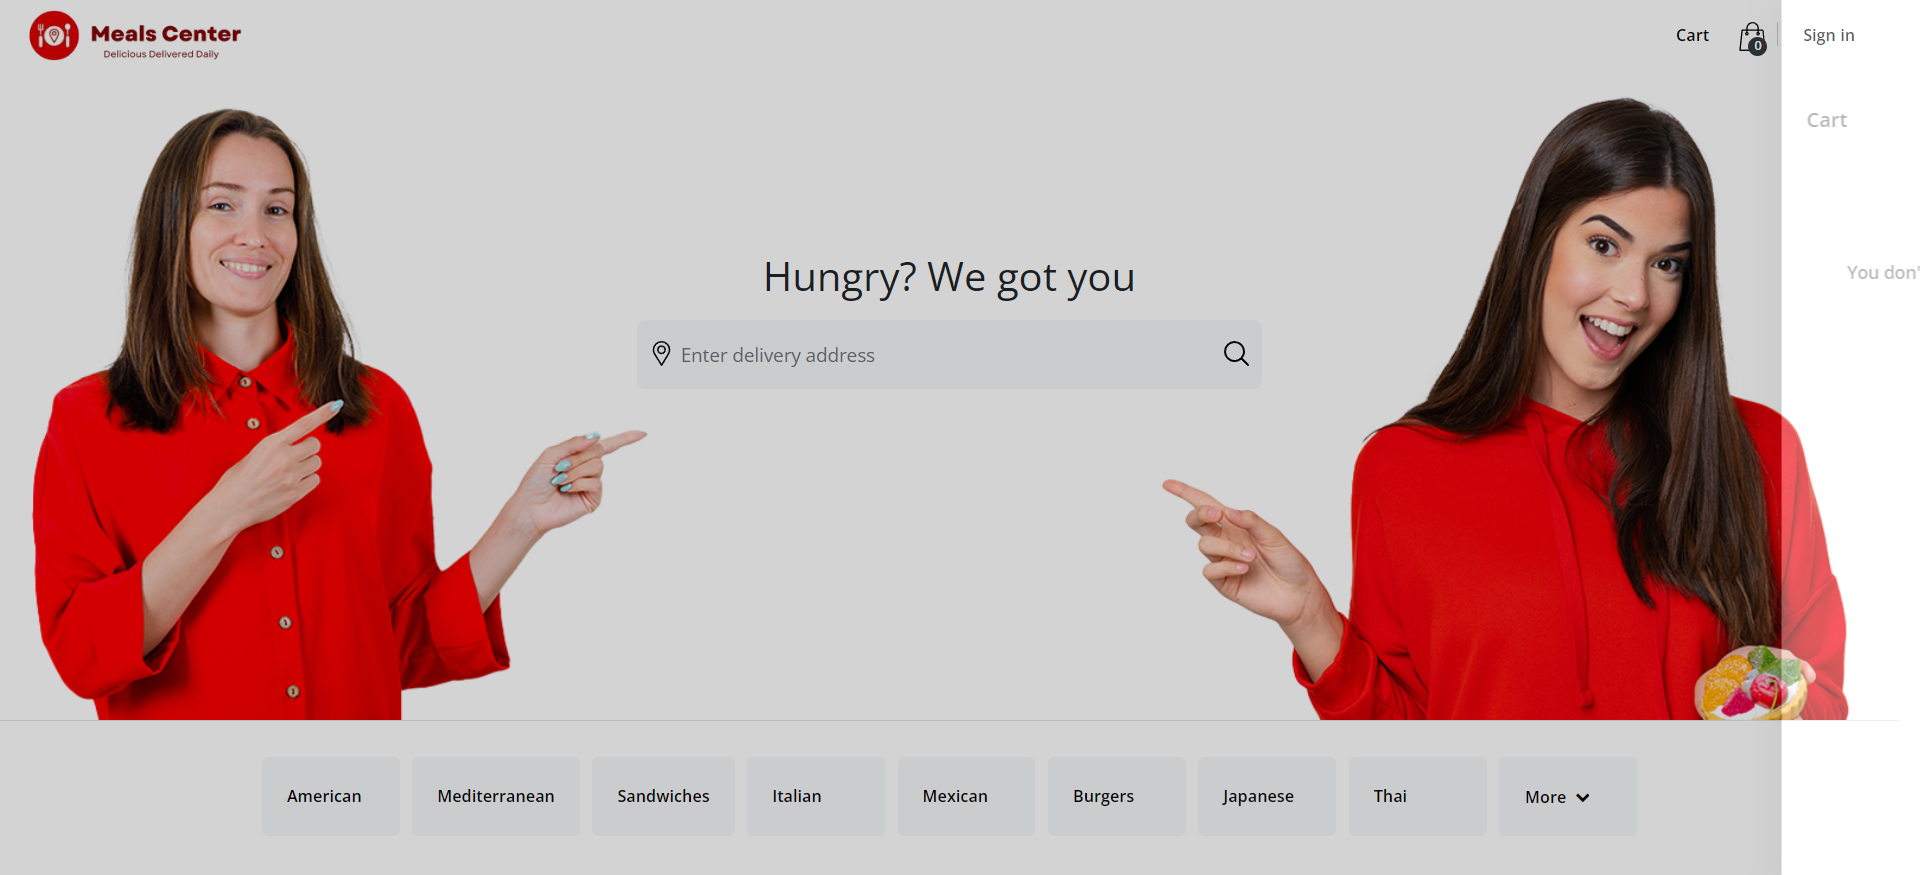 Meals Center
Delicious Delivered Daily
Cart
0
Sign in
Cart
You don'
Hungry? We got you
Enter delivery address
American
Mediterranean
Sandwiches
Italian
Mexican
Burgers
Japanese
Thai
More